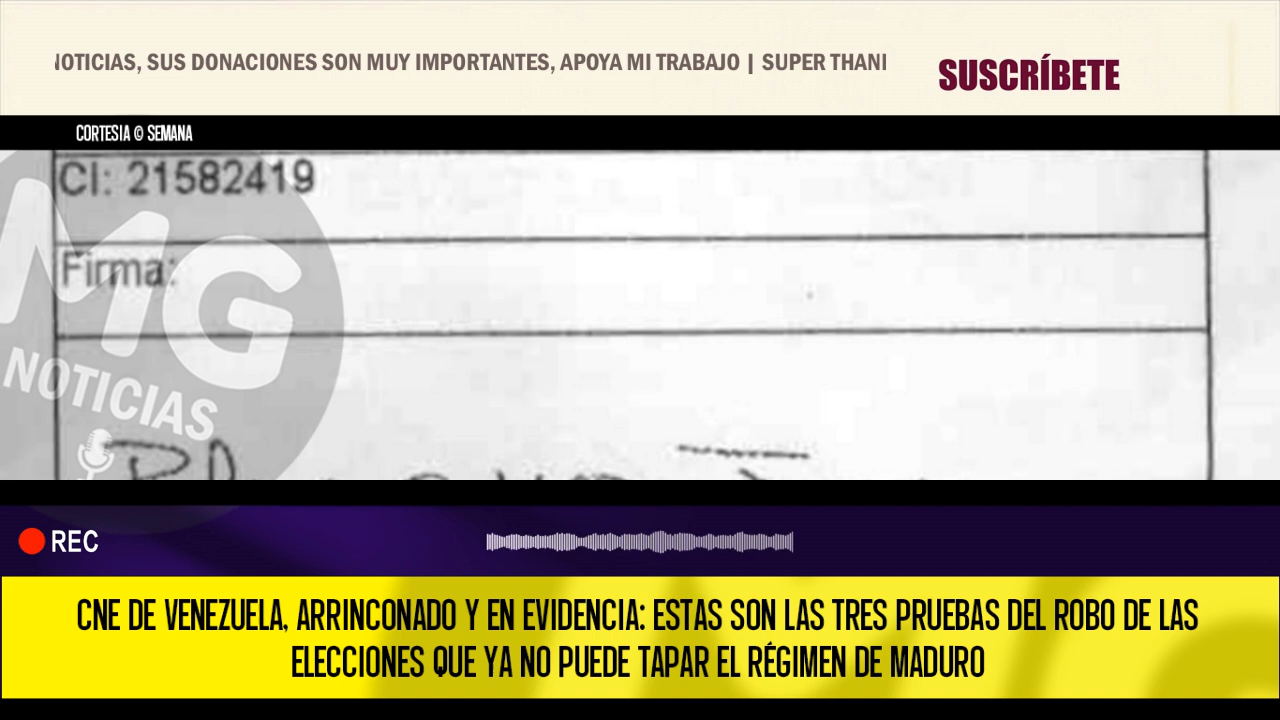 NOTICIAS, SUS DONACIONES SON MUY IMPORTANTES, APOYA MI TRABAJO | SUPER THANI
SUSCRÍBETE
CORTESIA © SEMANA
CI: 21582419
Firma:
MG
NOTICIAS
REC
CNE DE VENEZUELA, ARRINCONADO Y EN EVIDENCIA: ESTAS SON LAS TRES PRUEBAS DEL ROBO DE LAS
ELECCIONES QUE YA NO PUEDE TAPAR EL RÉGIMEN DE MADURO